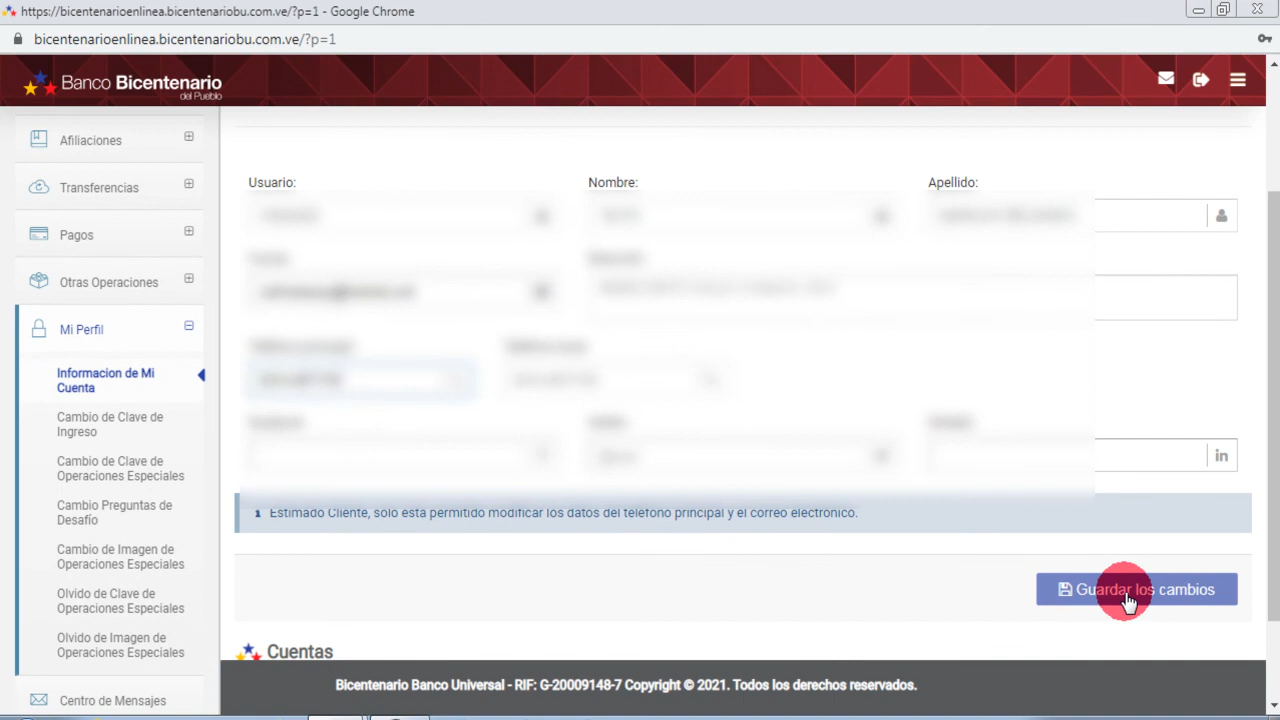 https://bicentenarioenlinea.bicentenariobu.com.ve/?p=1 - Google Chrome
bicentenarioenlinea.bicentenariobu.com.ve/?p=1
Banco Bicentenario
del Pueblo
Afiliaciones
Transferencias
Pagos
Otras Operaciones
Mi Perfil
Informacion de Mi
Cuenta
Cambio de Clave de
Ingreso
Cambio de Clave de
Operaciones Especiales
Cambio Preguntas de
Desafío
Cambio de Imagen de
Operaciones Especiales
Olvido de Clave de
Operaciones Especiales
Olvido de Imagen de
Operaciones Especiales
Centro de Mensajes
Usuario:
Nombre:
Apellido:
Estimado Cliente, solo esta permitido modificar los datos del teléfono principal y el correo electrónico.
Guardar los cambios
Cuentas
Bicentenario Banco Universal - RIF: G-20009148-7 Copyright © 2021. Todos los derechos reservados.